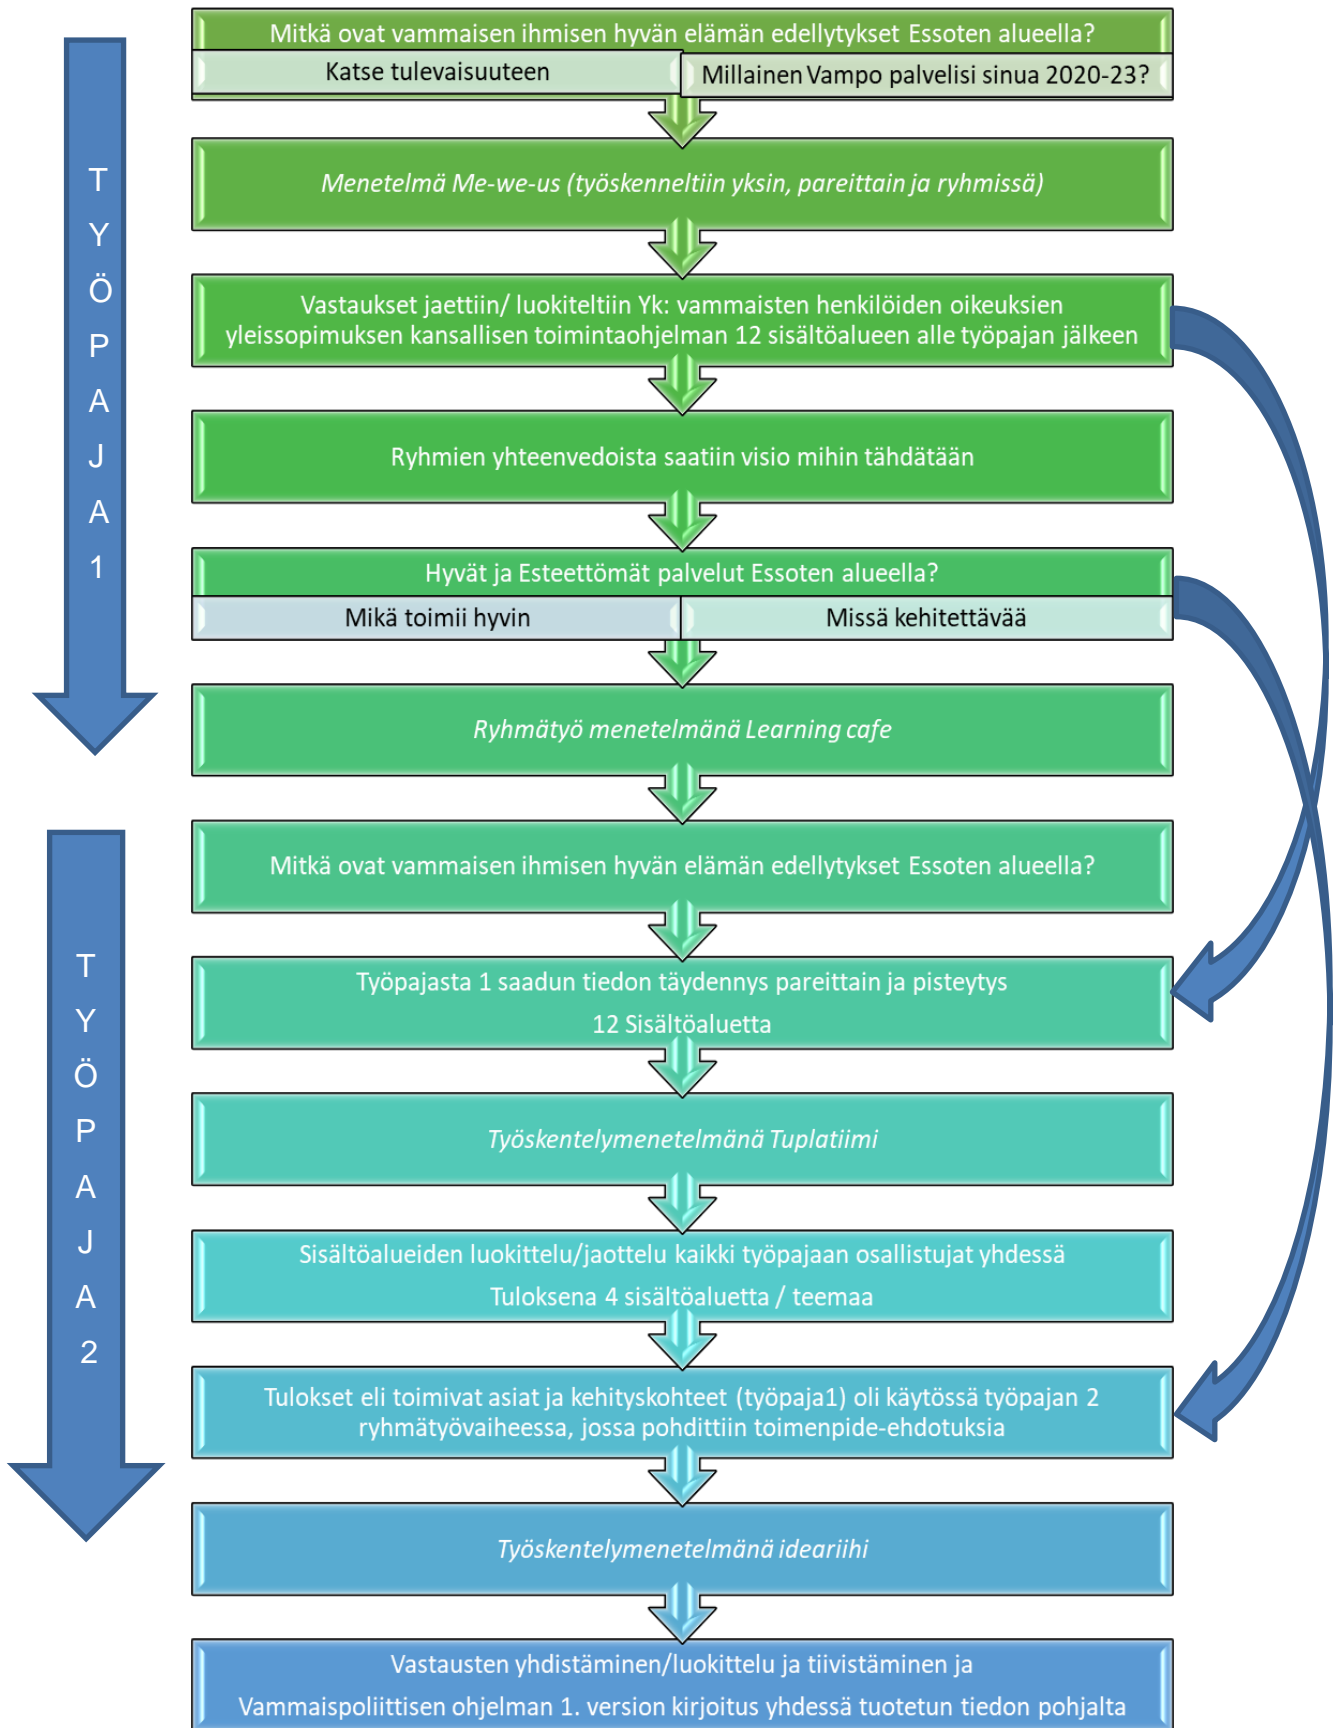 Mitkä ovat vammaisen ihmisen hyvän elämän edellytykset Essoten alueella?
Katse tulevaisuuteen
Millainen Vampo palvelisi sinua 2020-23?
Menetelmä Me-we-us (työskenneltiin yksin, pareittain ja ryhmissä)
Vastaukset jaettiin/ luokiteltiin Yk: vammaisten henkilöiden oikeuksien
yleissopimuksen kansallisen toimintaohjelman 12 sisältöalueen alle työpajan jälkeen
Ryhmien yhteenvedoista saatiin visio mihin tähdätään
Hyvät ja Esteettömät palvelut Essoten alueella?
Mikä toimii hyvin
Missä kehitettävää
Ryhmätyö menetelmänä Learning cafe
TYÖPAJA 1
Mitkä ovat vammaisen ihmisen hyvän elämän edellytykset Essoten alueella?
Työpajasta 1 saadun tiedon täydennys pareittain ja pisteytys
12 Sisältöaluetta
Työskentelymenetelmänä Tuplatiimi
Sisältöalueiden luokittelu/jaottelu kaikki työpajaan osallistujat yhdessä
Tuloksena 4 sisältöaluetta / teemaa
Tulokset eli toimivat asiat ja kehityskohteet (työpaja1) oli käytössä työpajan 2
ryhmätyövaiheessa, jossa pohdittiin toimenpide-ehdotuksia
Työskentelymenetelmänä ideariihi
TYÖPAJA 2
Vastausten yhdistäminen/luokittelu ja tiivistäminen ja
Vammaispoliittisen ohjelman 1. version kirjoitus yhdessä tuotetun tiedon pohjalta